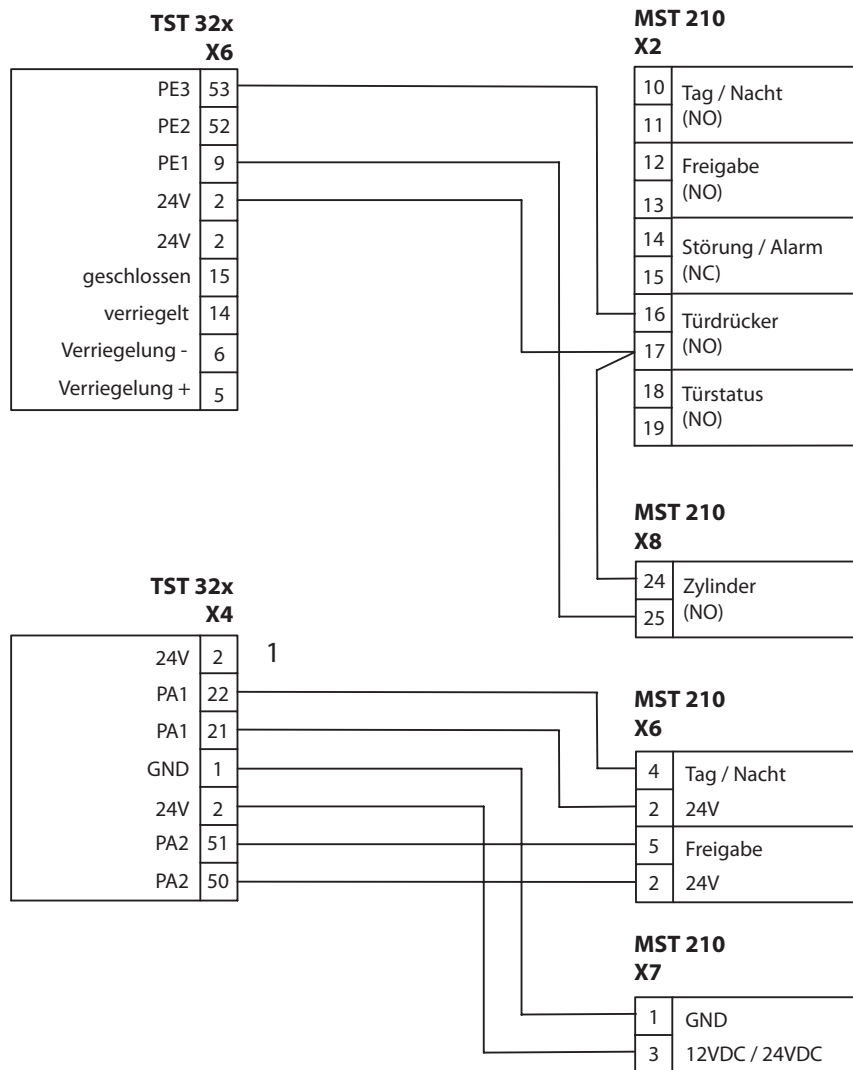 TST 32x
X6
PE3 53
PE2 52
PE1 9
24V 2
24V 2
geschlossen 15
verriegelt 14
Verriegelung - 6
Verriegelung + 5
MST 210
X2
10 Tag / Nacht
11 (NO)
12 Freigabe
13 (NO)
14 Störung / Alarm
15 (NC)
16 Türdrücker
17 (NO)
18 Türstatus
19 (NO)
MST 210
X8
24 Zylinder
25 (NO)
TST 32x
X4
24V 2 1
PA1 22
PA1 21
GND 1
24V 2
PA2 51
PA2 50
MST 210
X6
4 Tag / Nacht
2 24V
5 Freigabe
2 24V
MST 210
X7
1 GND
3 12VDC / 24VDC